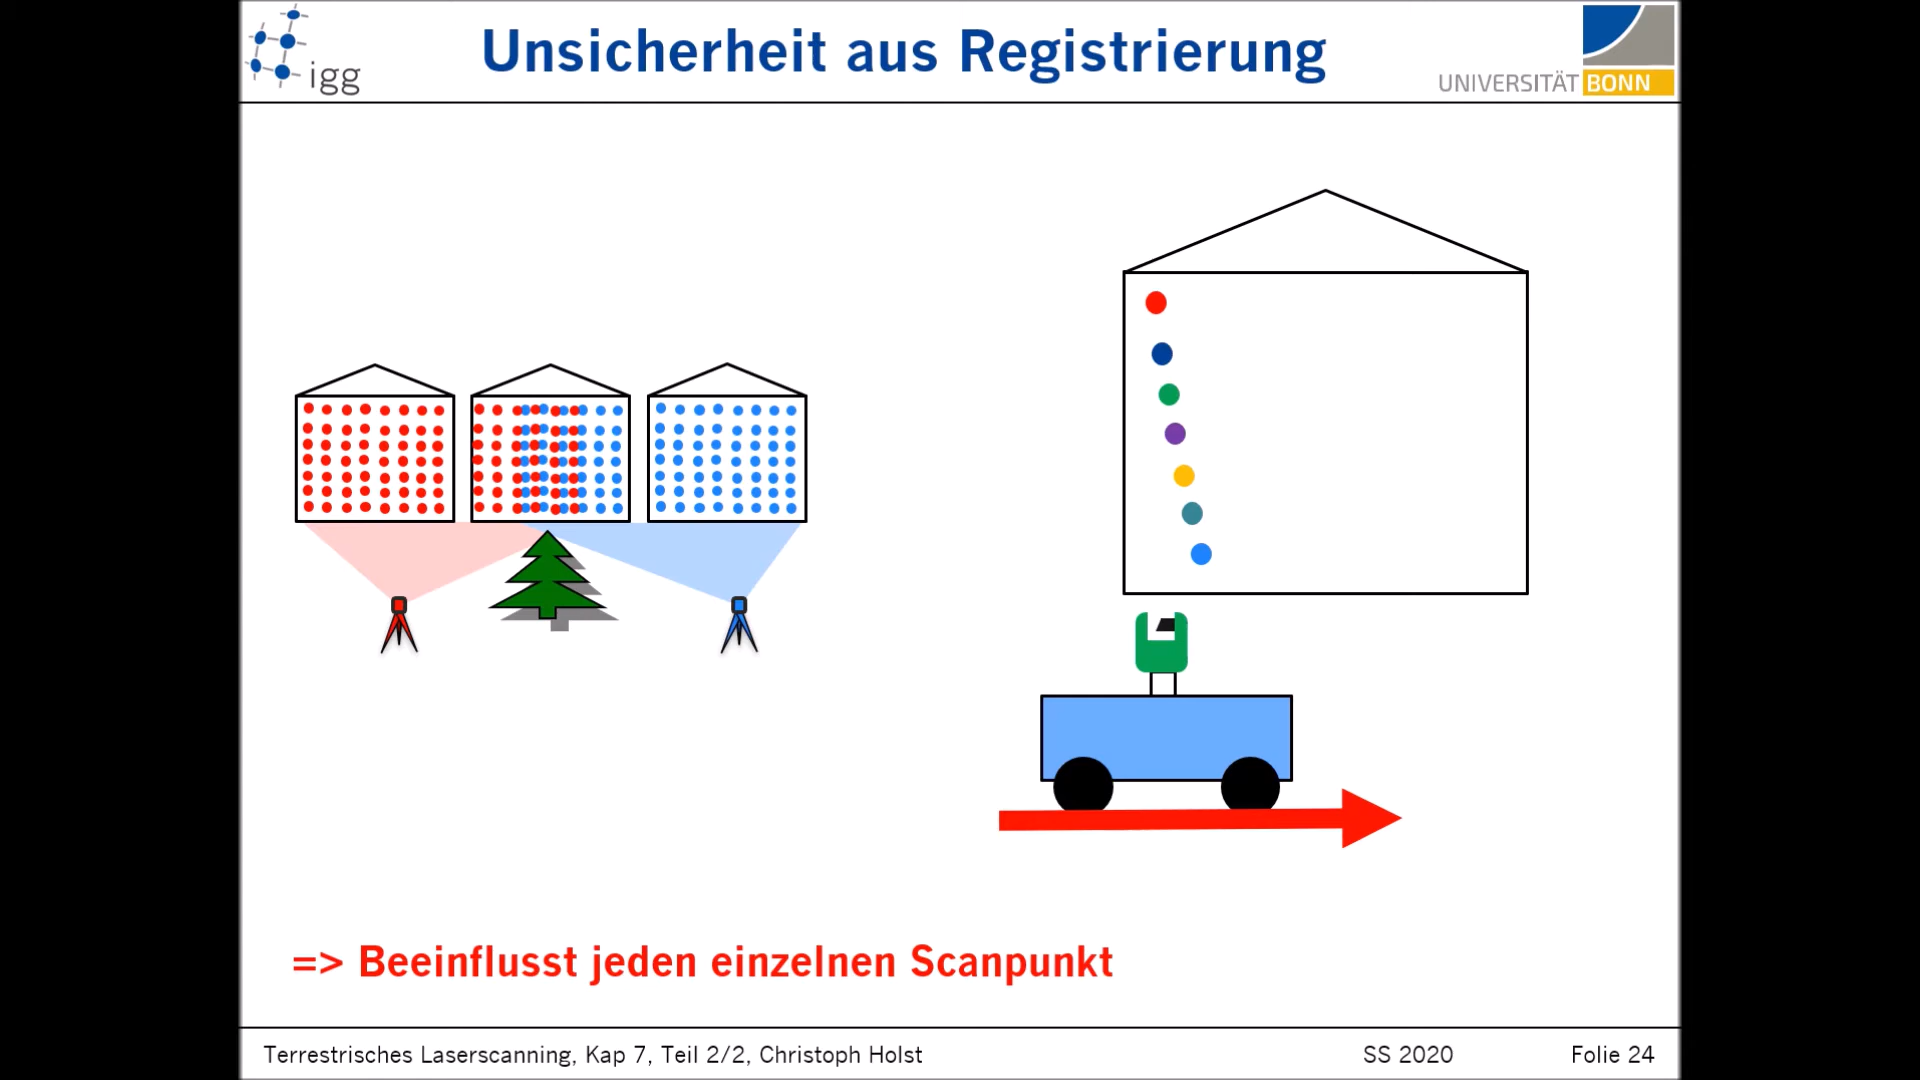 igg
Unsicherheit aus Registrierung
UNIVERSITÄT BONN
=> Beeinflusst jeden einzelnen Scanpunkt
Terrestrisches Laserscanning, Kap 7, Teil 2/2, Christoph Holst
SS 2020
Folie 24